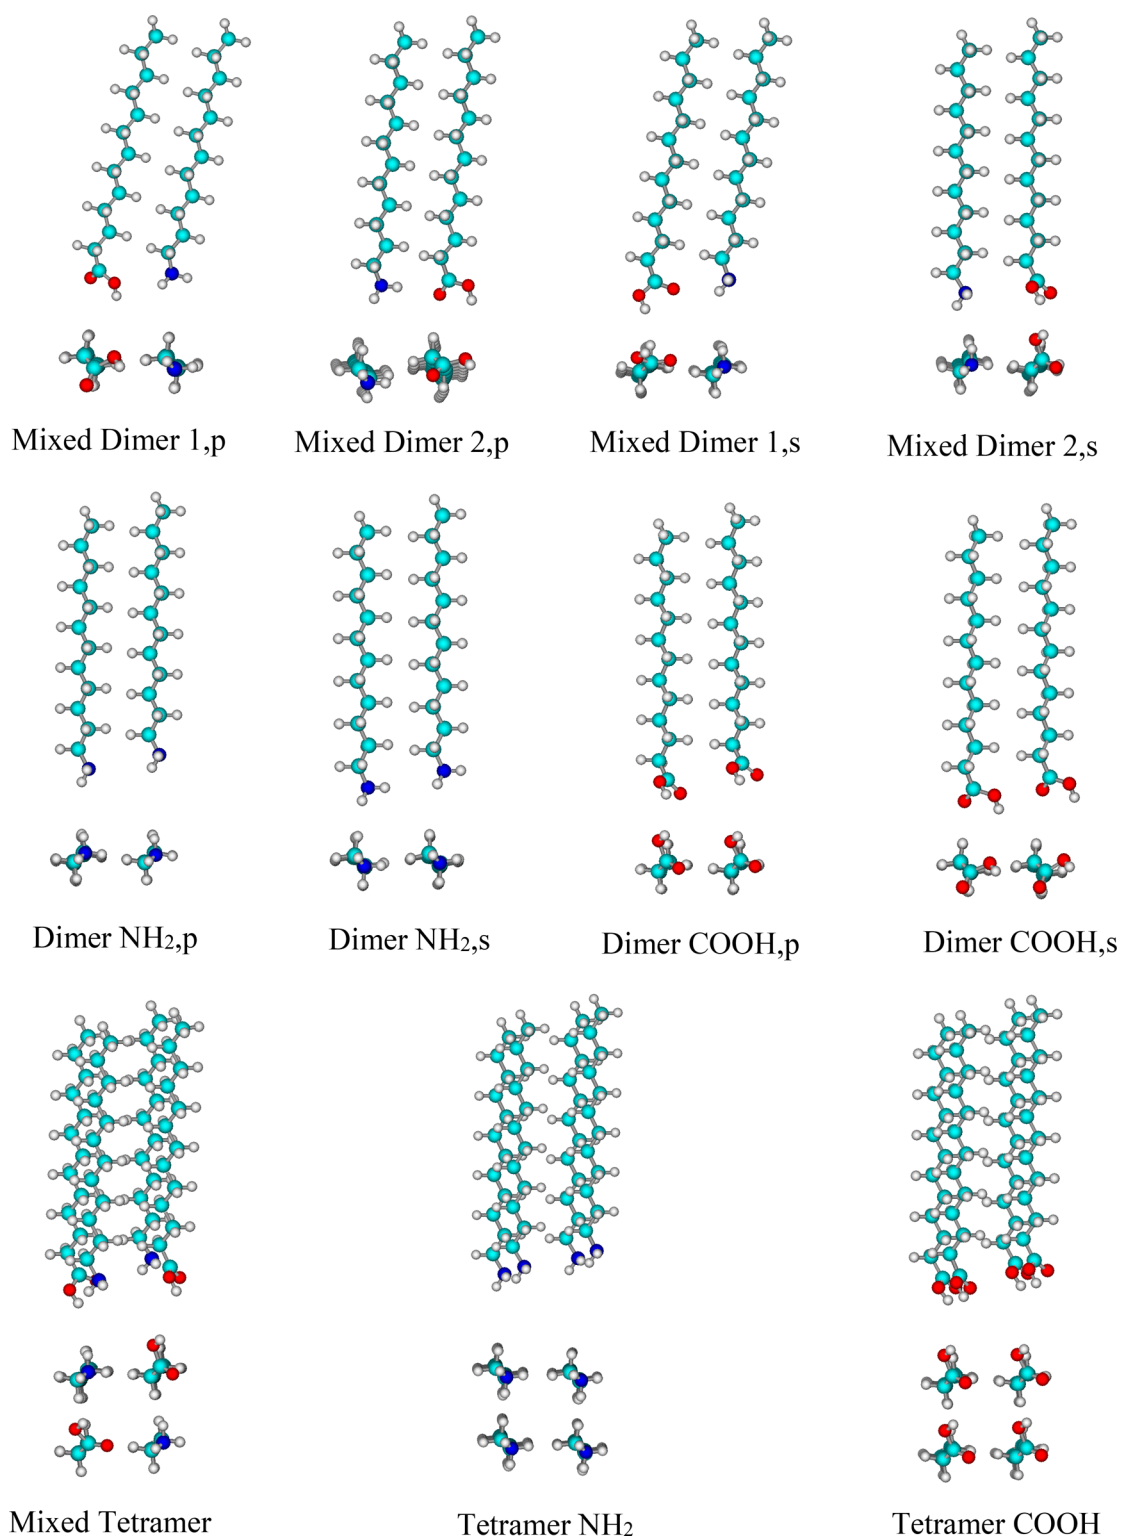 Mixed Dimer 1,p
Mixed Dimer 2,p
Mixed Dimer 1,s
Mixed Dimer 2,s
Dimer NH₂,p
Dimer NH₂,s
Dimer COOH,p
Dimer COOH,s
Mixed Tetramer
Tetramer NH₂
Tetramer COOH